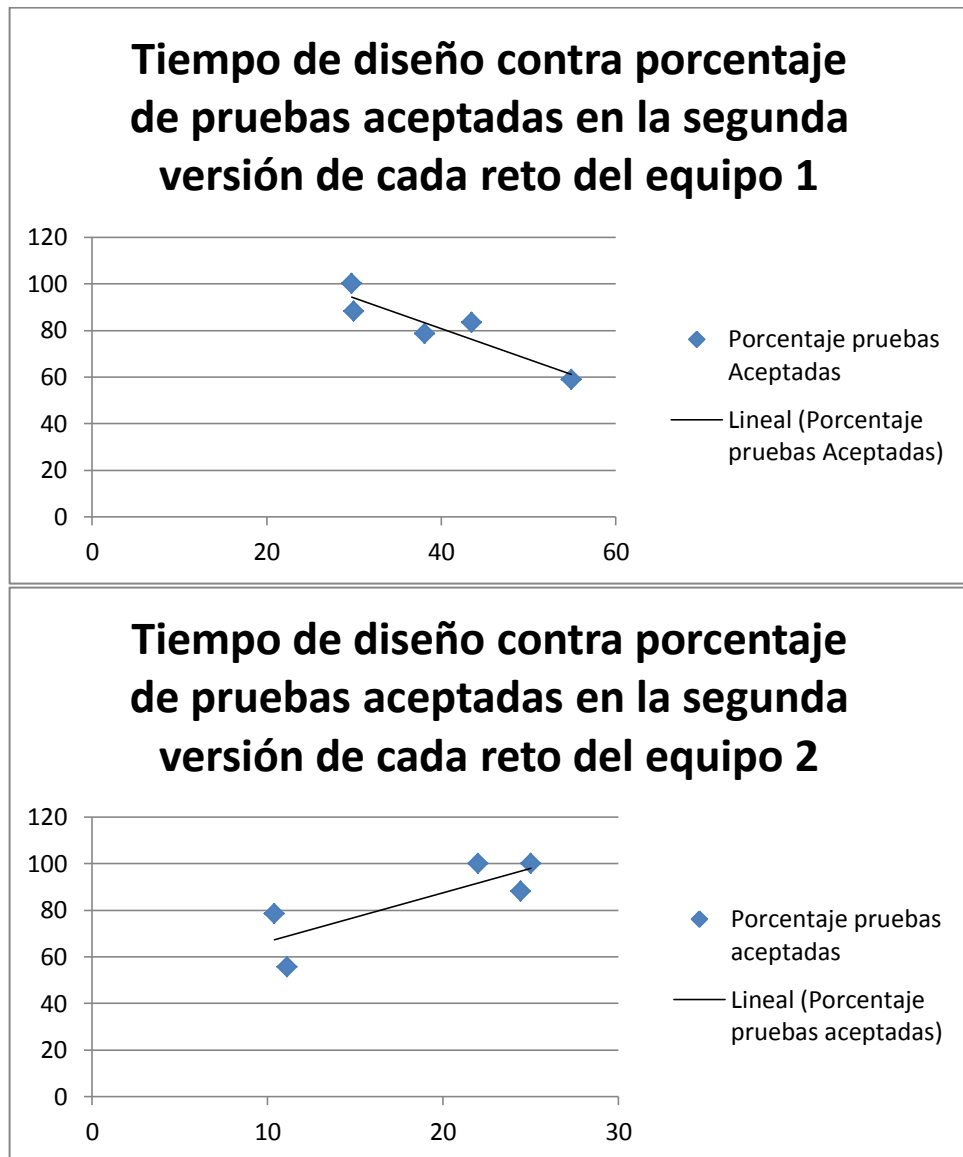 Tiempo de diseño contra porcentaje
de pruebas aceptadas en la segunda
versión de cada reto del equipo 1
120
100
80
60
40
20
0
0 20 40 60
Porcentaje pruebas
Aceptadas
Lineal (Porcentaje
pruebas Aceptadas)
Tiempo de diseño contra porcentaje
de pruebas aceptadas en la segunda
versión de cada reto del equipo 2
120
100
80
60
40
20
0
0 10 20 30
Porcentaje pruebas
aceptadas
Lineal (Porcentaje
pruebas aceptadas)